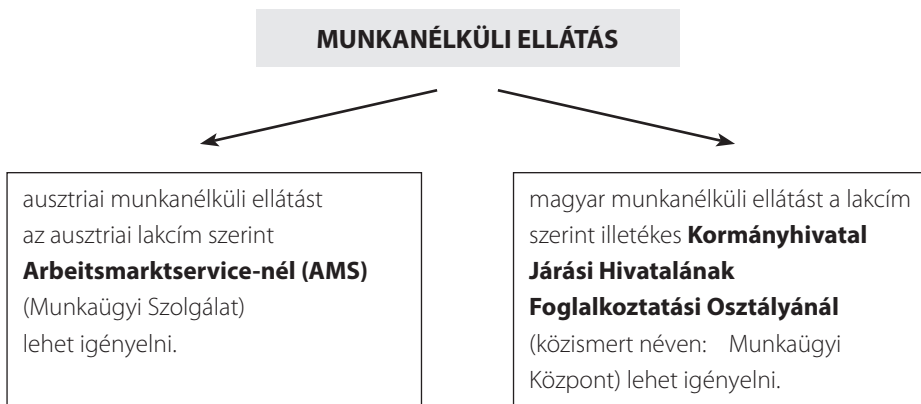 MUNKANÉLKÜLI ELLÁTÁS
ausztriai munkanélküli ellátást
az ausztriai lakcím szerint
Arbeitsmarktservice-nél (AMS)
(Munkaügyi Szolgálat)
lehet igényelni.
magyar munkanélküli ellátást a lakcím
szerint illetékes Kormányhivatal
Járási Hivatalának
Foglalkoztatási Osztályánál
(közismert néven: Munkaügyi
Központ) lehet igényelni.